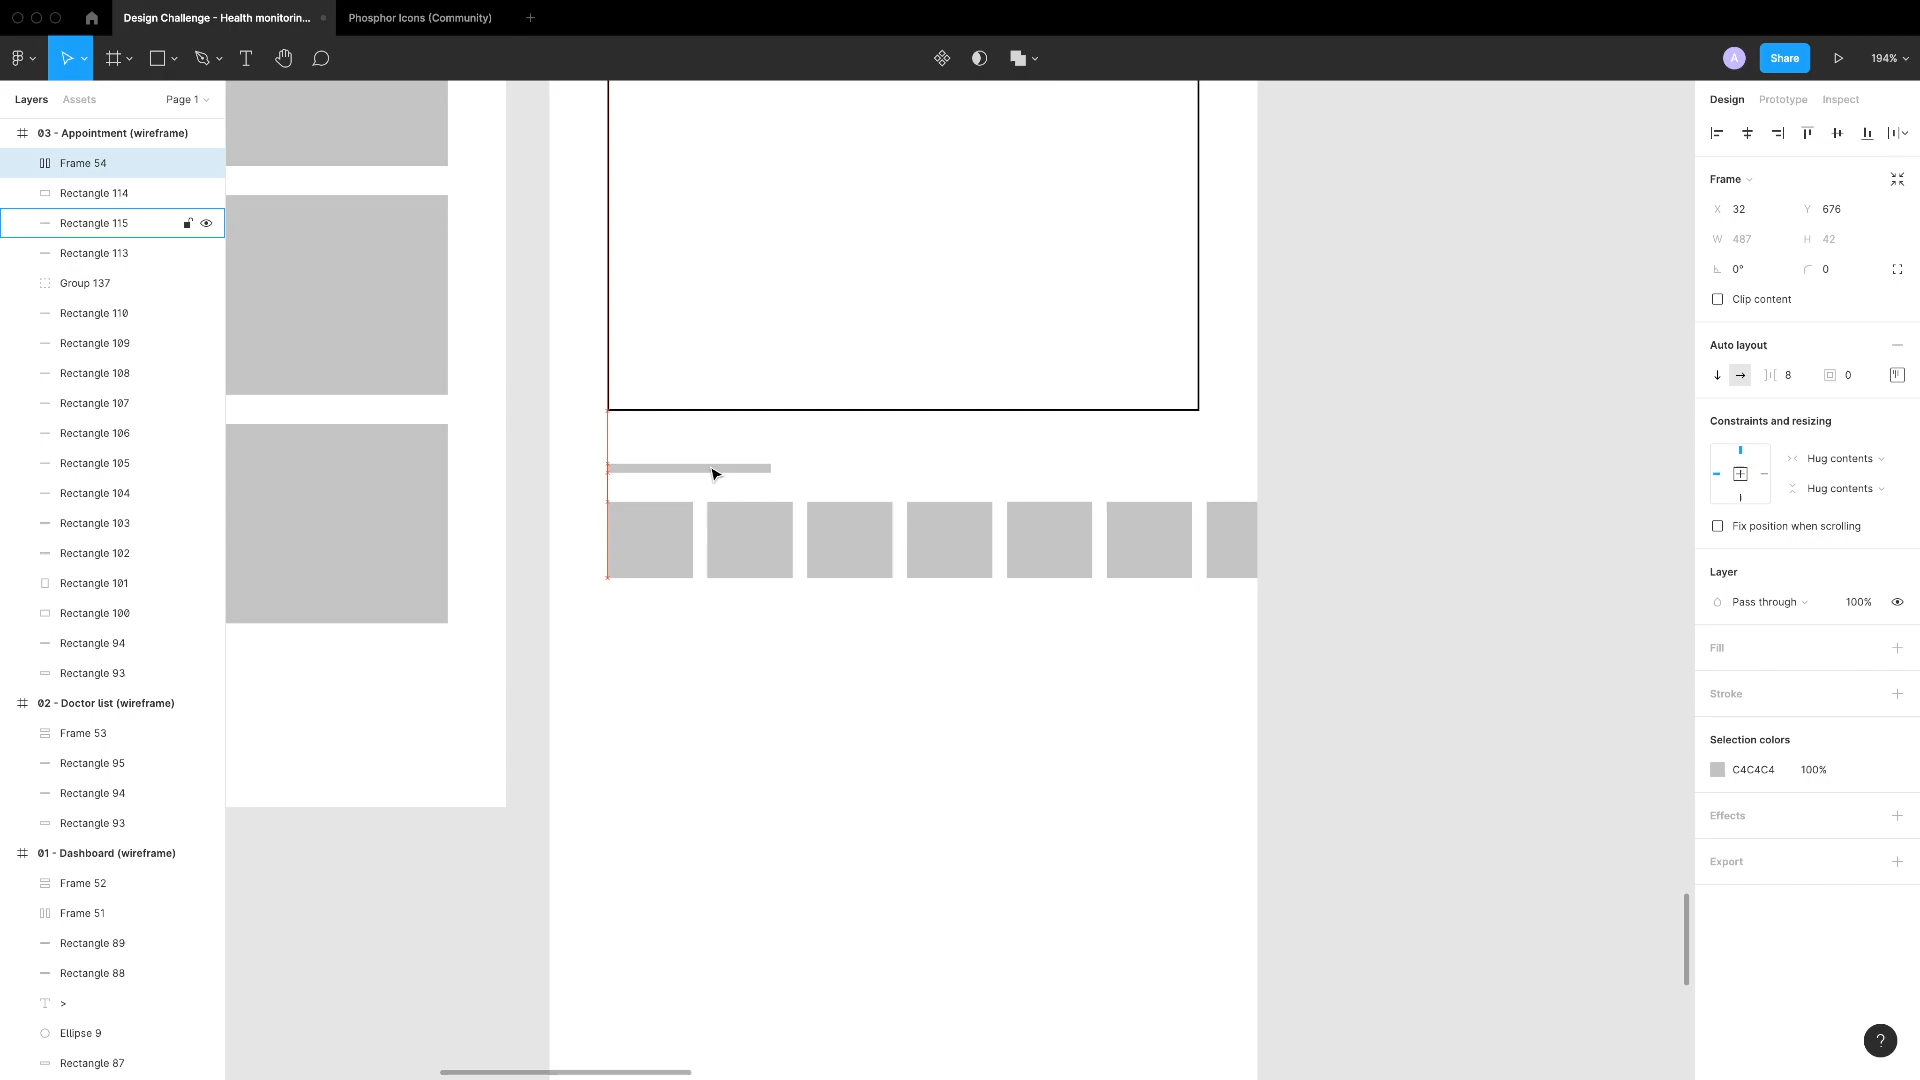 Design Challenge - Health monitorin...
Phosphor Icons (Community)
A
Share
194%
Layers
Assets
Page 1
03 - Appointment (wireframe)
Frame 54
Rectangle 114
Rectangle 115
Rectangle 113
Group 137
Rectangle 110
Rectangle 109
Rectangle 108
Rectangle 107
Rectangle 106
Rectangle 105
Rectangle 104
Rectangle 103
Rectangle 102
Rectangle 101
Rectangle 100
Rectangle 94
Rectangle 93
02 - Doctor list (wireframe)
Frame 53
Rectangle 95
Rectangle 94
Rectangle 93
01 - Dashboard (wireframe)
Frame 52
Frame 51
Rectangle 89
Rectangle 88
>
Ellipse 9
Rectangle 87
Design
Prototype
Inspect
Frame
X 32
Y 676
W 487
H 42
0°
0
Clip content
Auto layout
8
0
Constraints and resizing
Hug contents
Hug contents
Fix position when scrolling
Layer
Pass through
100%
Fill
Stroke
Selection colors
C4C4C4
100%
Effects
Export
?